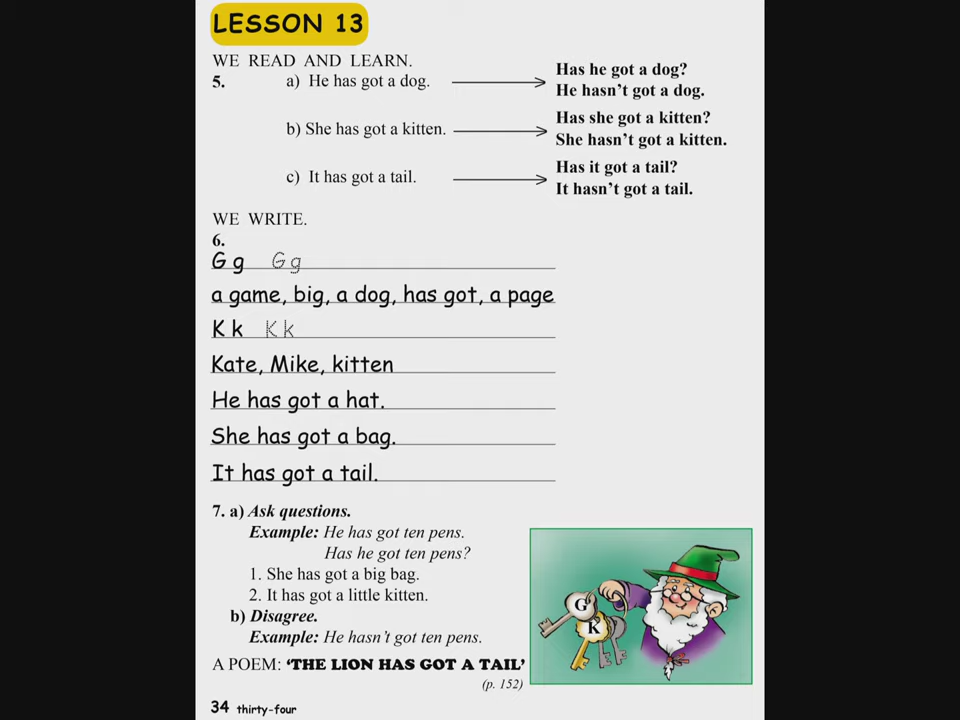 LESSON 13
WE READ AND LEARN.
5. a) He has got a dog. Has he got a dog?
He hasn't got a dog.
b) She has got a kitten. Has she got a kitten?
She hasn't got a kitten.
c) It has got a tail. Has it got a tail?
It hasn't got a tail.
WE WRITE.
6.
G g G g
a game, big, a dog, has got, a page
K k K k
Kate, Mike, kitten
He has got a hat.
She has got a bag.
It has got a tail.
7. a) Ask questions.
Example: He has got ten pens.
Has he got ten pens?
1. She has got a big bag.
2. It has got a little kitten.
b) Disagree.
Example: He hasn't got ten pens.
A POEM: ‘THE LION HAS GOT A TAIL’
(p. 152)
G
K
34 thirty-four